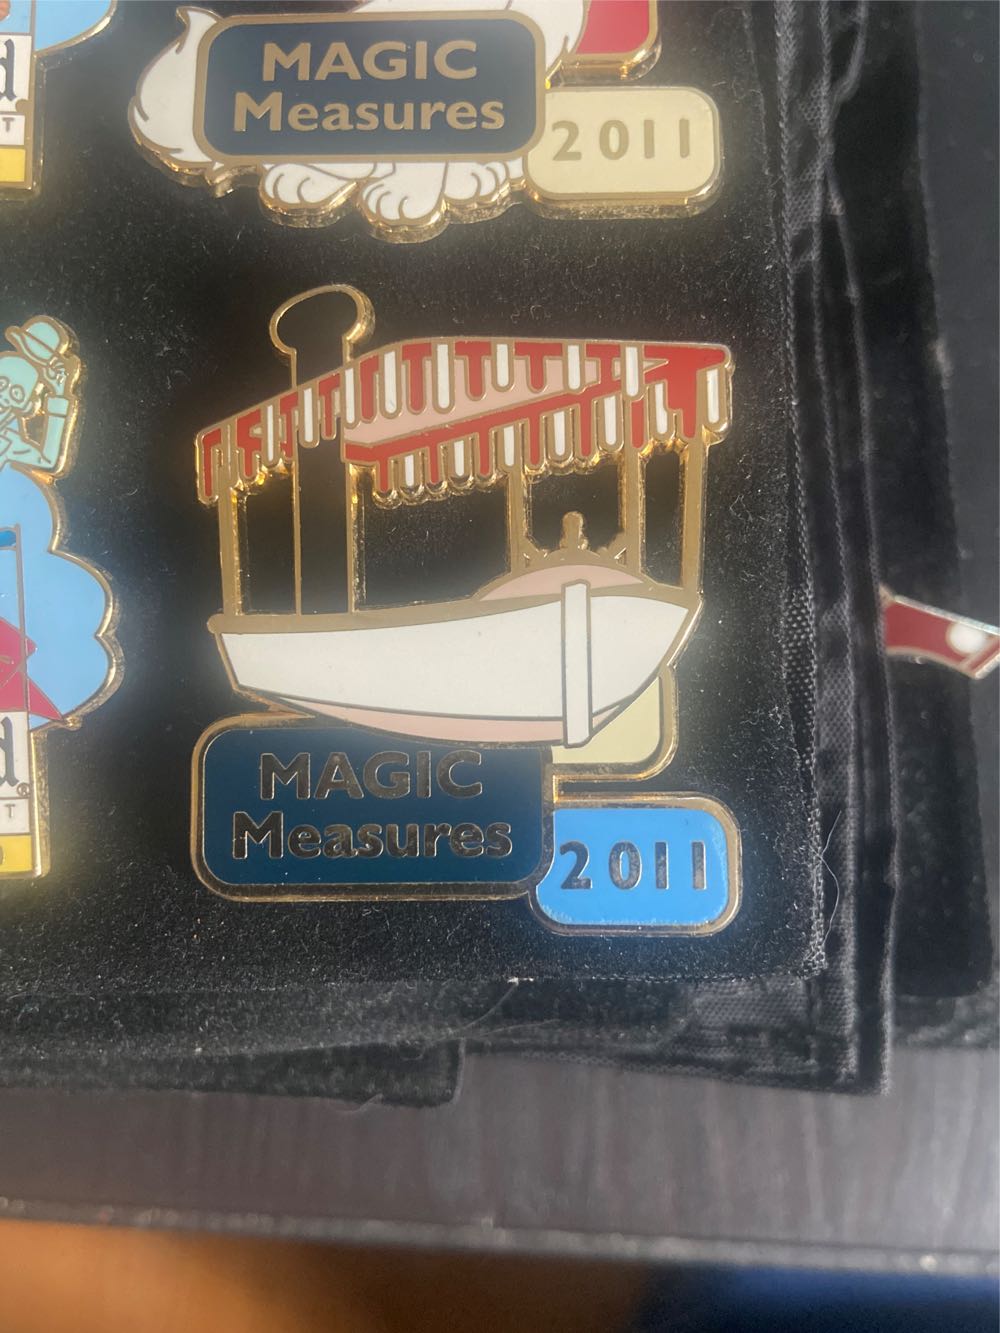 MAGIC
Measures
2011
d
T
MAGIC
Measures
2011
d®
T